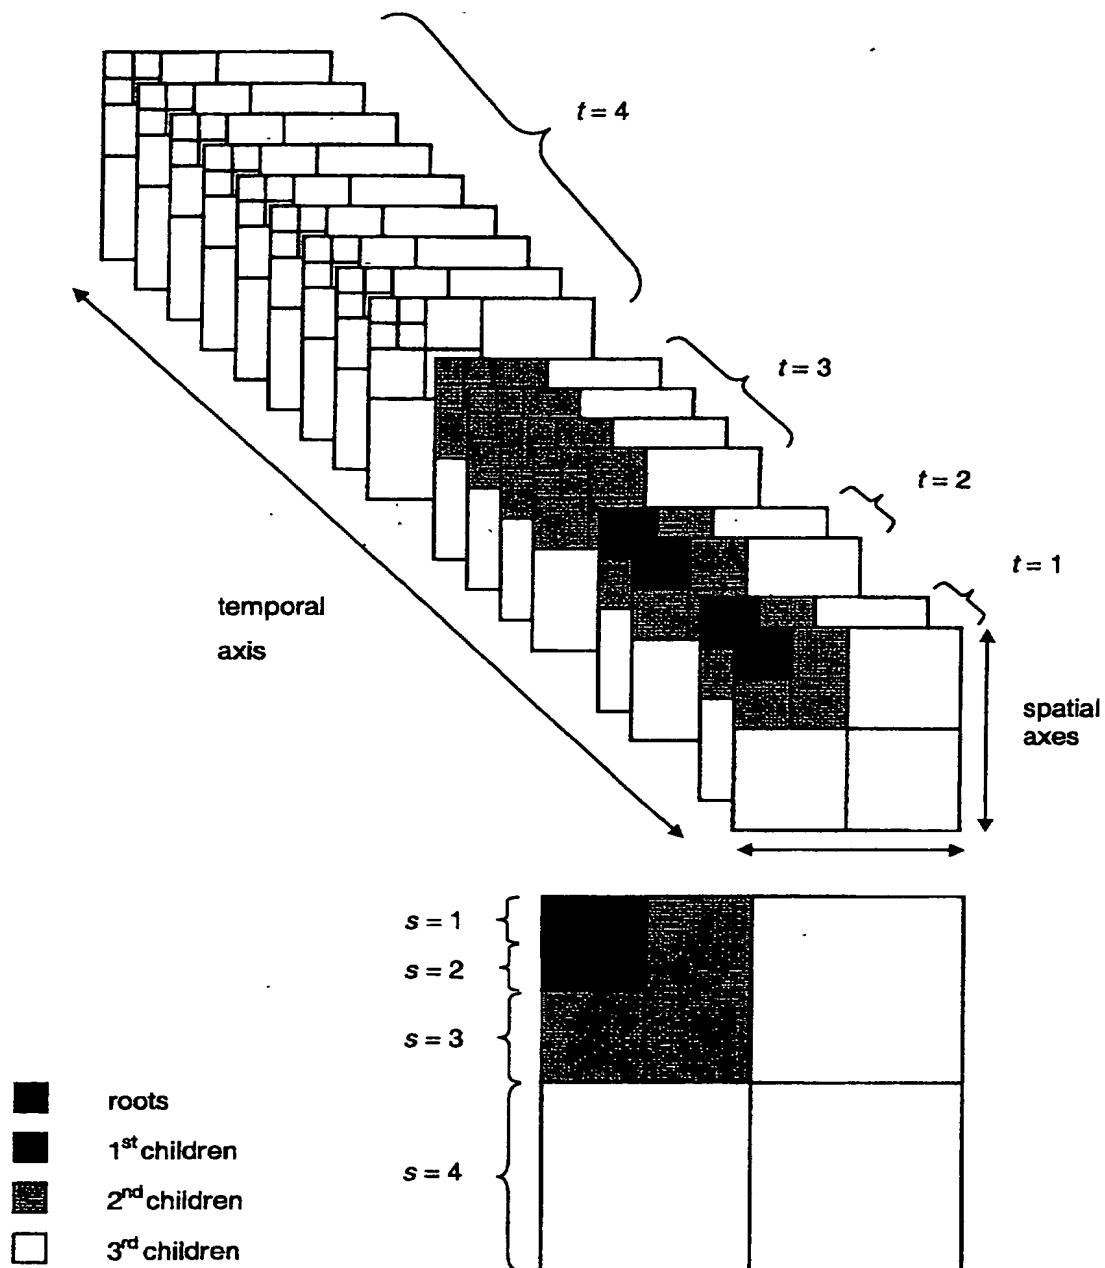 t = 4
t = 3
t = 2
t = 1
temporal
axis
spatial
axes
s = 1
s = 2
s = 3
s = 4
roots
1st children
2nd children
3rd children